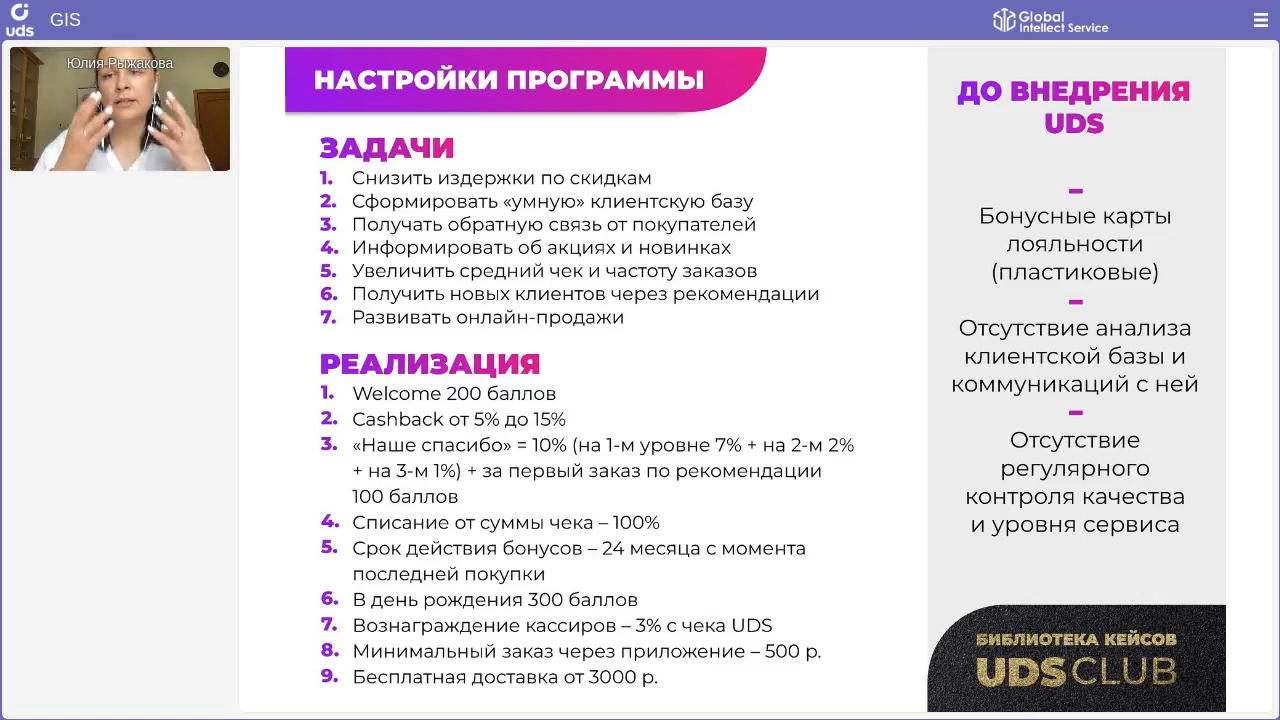 uds
GIS
Global
Intellect Service
Юлия Рыжакова
НАСТРОЙКИ ПРОГРАММЫ
ЗАДАЧИ
1. Снизить издержки по скидкам
2. Сформировать «умную» клиентскую базу
3. Получать обратную связь от покупателей
4. Информировать об акциях и новинках
5. Увеличить средний чек и частоту заказов
6. Получить новых клиентов через рекомендации
7. Развивать онлайн-продажи
РЕАЛИЗАЦИЯ
1. Welcome 200 баллов
2. Cashback от 5% до 15%
3. «Наше спасибо» = 10% (на 1-м уровне 7% + на 2-м 2%
+ на 3-м 1%) + за первый заказ по рекомендации
100 баллов
4. Списание от суммы чека – 100%
5. Срок действия бонусов – 24 месяца с момента
последней покупки
6. В день рождения 300 баллов
7. Вознаграждение кассиров – 3% с чека UDS
8. Минимальный заказ через приложение – 500 р.
9. Бесплатная доставка от 3000 р.
ДО ВНЕДРЕНИЯ
UDS
–
Бонусные карты
лояльности
(пластиковые)
–
Отсутствие анализа
клиентской базы и
коммуникаций с ней
–
Отсутствие
регулярного
контроля качества
и уровня сервиса
БИБЛИОТЕКА КЕЙСОВ
UDS CLUB